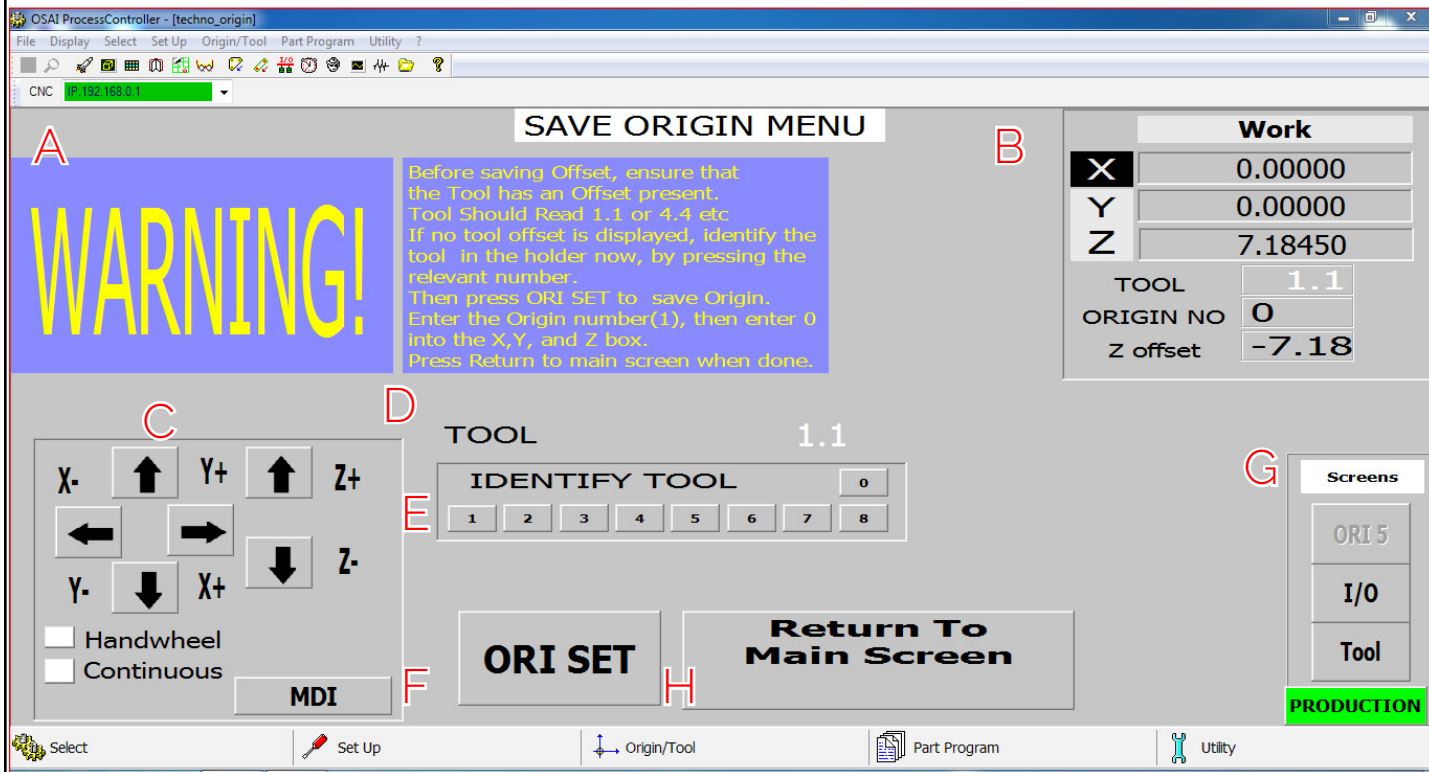 OSAI ProcessController - [techno_origin]
File Display Select Set Up Origin/Tool Part Program Utility ?
CNC IP.192.168.0.1
SAVE ORIGIN MENU
A
WARNING!
Before saving Offset, ensure that
the Tool has an Offset present.
Tool Should Read 1.1 or 4.4 etc
If no tool offset is displayed, identify the
tool in the holder now, by pressing the
relevant number.
Then press ORI SET to save Origin.
Enter the Origin number(1), then enter 0
into the X,Y, and Z box.
Press Return to main screen when done.
B
Work
X 0.00000
Y 0.00000
Z 7.18450
TOOL 1.1
ORIGIN NO 0
Z offset -7.18
C
X- Y+ Z+
Y- X+ Z-
Handwheel
Continuous
MDI
D
TOOL 1.1
E
IDENTIFY TOOL 0
1 2 3 4 5 6 7 8
F
ORI SET
H
Return To
Main Screen
G
Screens
ORI 5
I/O
Tool
PRODUCTION
Select Set Up Origin/Tool Part Program Utility